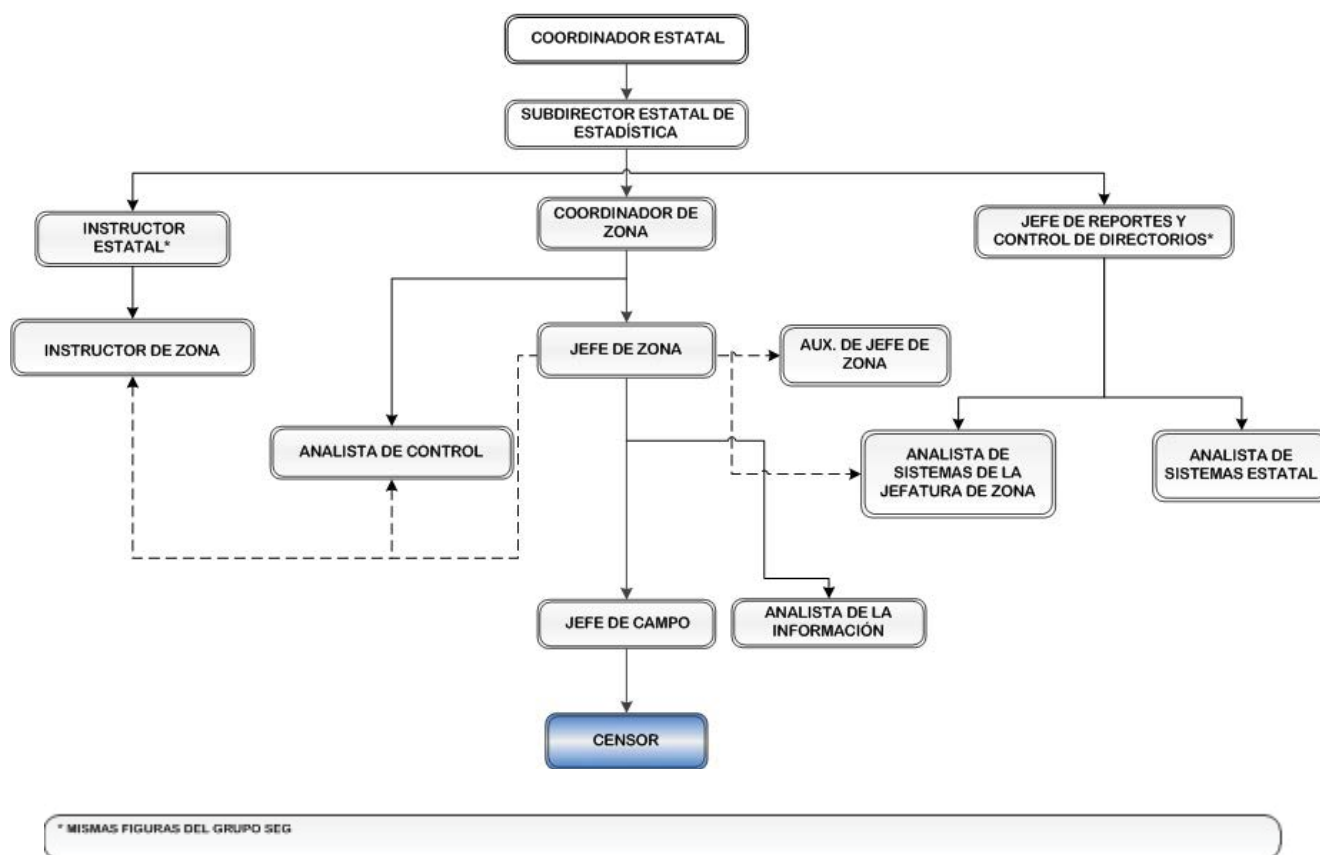 COORDINADOR ESTATAL
SUBDIRECTOR ESTATAL DE
ESTADÍSTICA
INSTRUCTOR
ESTATAL*
COORDINADOR DE
ZONA
JEFE DE REPORTES Y
CONTROL DE DIRECTORIOS*
INSTRUCTOR DE ZONA
JEFE DE ZONA
AUX. DE JEFE DE
ZONA
ANALISTA DE CONTROL
ANALISTA DE
SISTEMAS DE LA
JEFATURA DE ZONA
ANALISTA DE
SISTEMAS ESTATAL
JEFE DE CAMPO
ANALISTA DE LA
INFORMACIÓN
CENSOR
* MISMAS FIGURAS DEL GRUPO SEG